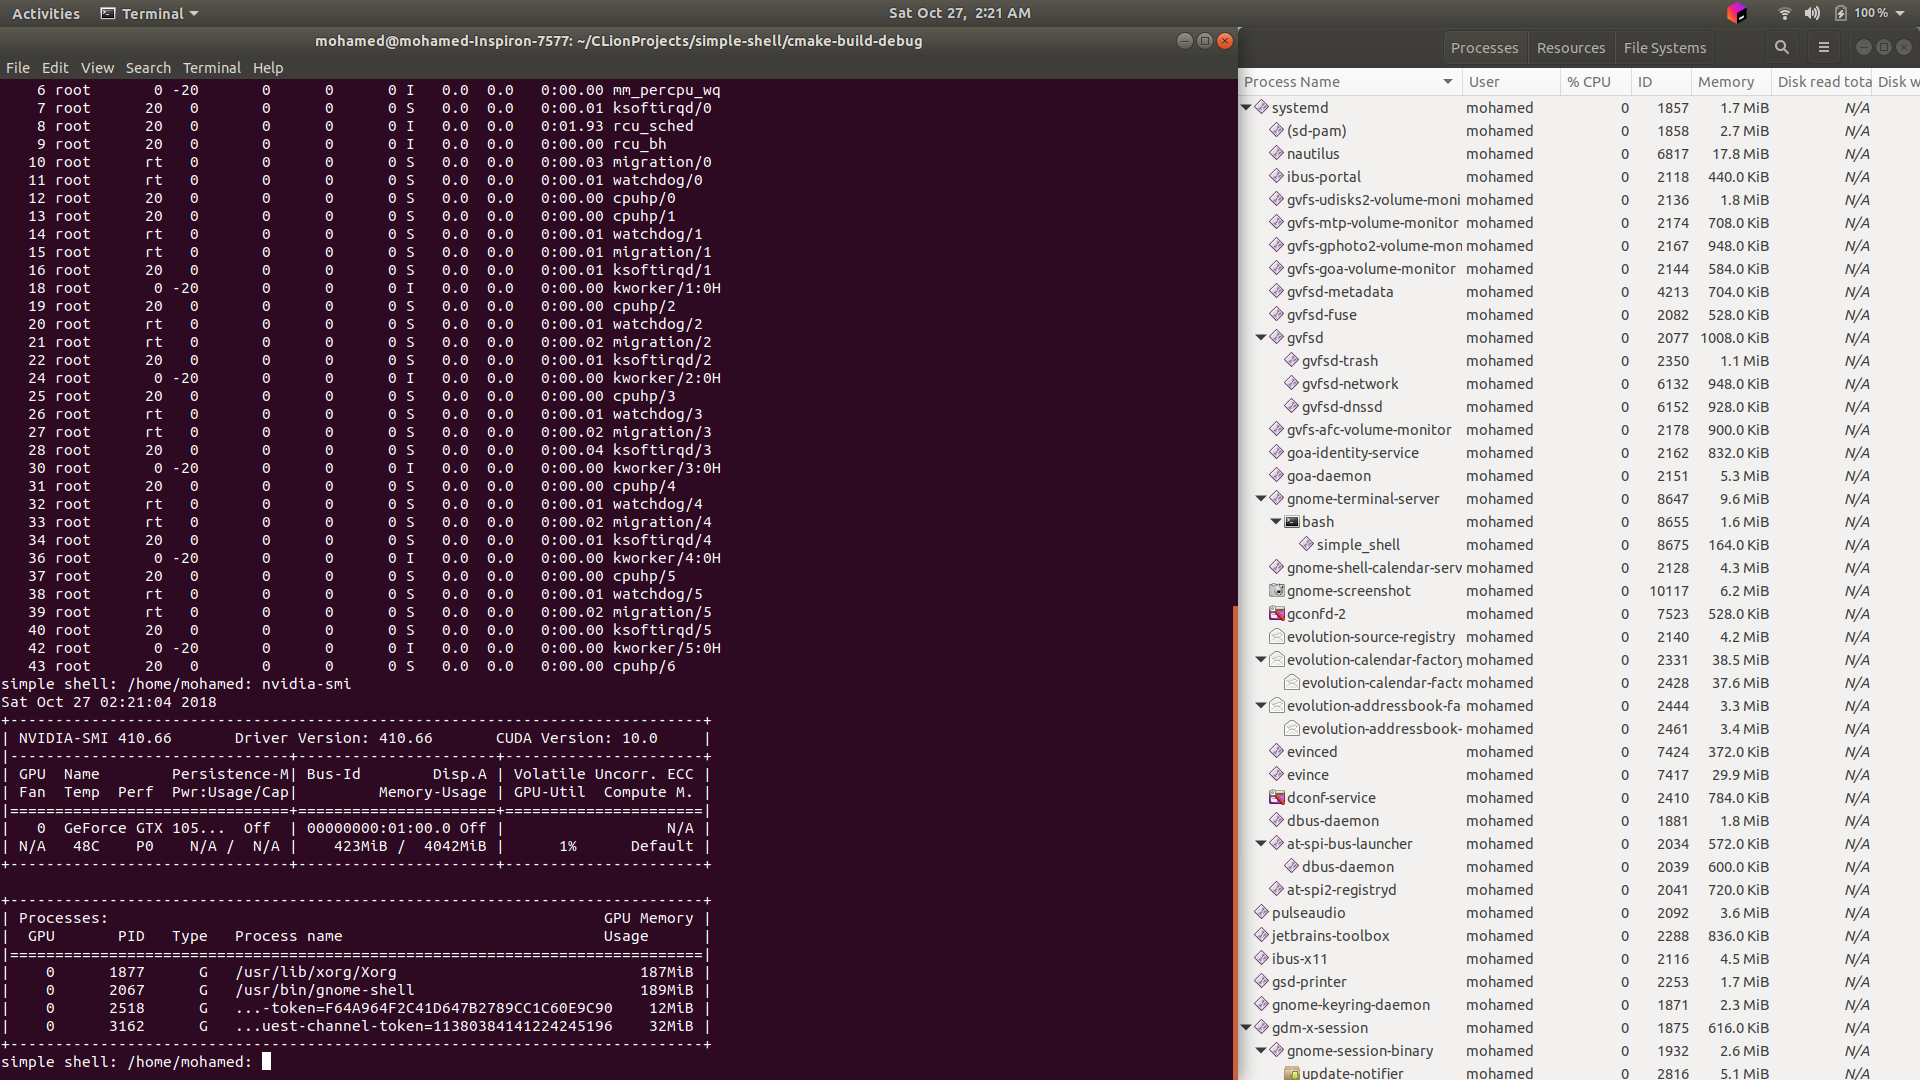 Activities Terminal Sat Oct 27, 2:21 AM 100 %
mohamed@mohamed-Inspiron-7577: ~/CLionProjects/simple-shell/cmake-build-debug
File Edit View Search Terminal Help
6 root 0 -20 0 0 0 I 0.0 0.0 0:00.00 mm_percpu_wq
7 root 20 0 0 0 0 S 0.0 0.0 0:00.00 ksoftirqd/0
8 root 20 0 0 0 0 I 0.0 0.0 0:01.93 rcu_sched
9 root 20 0 0 0 0 I 0.0 0.0 0:00.00 rcu_bh
10 root rt 0 0 0 0 S 0.0 0.0 0:00.03 migration/0
11 root rt 0 0 0 0 S 0.0 0.0 0:00.01 watchdog/0
12 root 20 0 0 0 0 S 0.0 0.0 0:00.00 cpuhp/0
13 root 20 0 0 0 0 S 0.0 0.0 0:00.00 cpuhp/1
14 root rt 0 0 0 0 S 0.0 0.0 0:00.01 watchdog/1
15 root rt 0 0 0 0 S 0.0 0.0 0:00.01 migration/1
16 root 20 0 0 0 0 S 0.0 0.0 0:00.01 ksoftirqd/1
18 root 0 -20 0 0 0 I 0.0 0.0 0:00.00 kworker/1:0H
19 root 20 0 0 0 0 S 0.0 0.0 0:00.00 cpuhp/2
20 root rt 0 0 0 0 S 0.0 0.0 0:00.01 watchdog/2
21 root rt 0 0 0 0 S 0.0 0.0 0:00.02 migration/2
22 root 20 0 0 0 0 S 0.0 0.0 0:00.01 ksoftirqd/2
24 root 0 -20 0 0 0 I 0.0 0.0 0:00.00 kworker/2:0H
25 root 20 0 0 0 0 S 0.0 0.0 0:00.00 cpuhp/3
26 root rt 0 0 0 0 S 0.0 0.0 0:00.01 watchdog/3
27 root rt 0 0 0 0 S 0.0 0.0 0:00.02 migration/3
28 root 20 0 0 0 0 S 0.0 0.0 0:00.04 ksoftirqd/3
30 root 0 -20 0 0 0 I 0.0 0.0 0:00.00 kworker/3:0H
31 root 20 0 0 0 0 S 0.0 0.0 0:00.00 cpuhp/4
32 root rt 0 0 0 0 S 0.0 0.0 0:00.01 watchdog/4
33 root rt 0 0 0 0 S 0.0 0.0 0:00.02 migration/4
34 root 20 0 0 0 0 S 0.0 0.0 0:00.01 ksoftirqd/4
36 root 0 -20 0 0 0 I 0.0 0.0 0:00.00 kworker/4:0H
37 root 20 0 0 0 0 S 0.0 0.0 0:00.00 cpuhp/5
38 root rt 0 0 0 0 S 0.0 0.0 0:00.01 watchdog/5
39 root rt 0 0 0 0 S 0.0 0.0 0:00.02 migration/5
40 root 20 0 0 0 0 S 0.0 0.0 0:00.00 ksoftirqd/5
42 root 0 -20 0 0 0 I 0.0 0.0 0:00.00 kworker/5:0H
43 root 20 0 0 0 0 S 0.0 0.0 0:00.00 cpuhp/6
simple shell: /home/mohamed: nvidia-smi
Sat Oct 27 02:21:04 2018
+-----------------------------------------------------------------------------+
| NVIDIA-SMI 410.66       Driver Version: 410.66       CUDA Version: 10.0     |
|-------------------------------+----------------------+----------------------+
| GPU  Name        Persistence-M| Bus-Id        Disp.A | Volatile Uncorr. ECC |
| Fan  Temp  Perf  Pwr:Usage/Cap|         Memory-Usage | GPU-Util  Compute M. |
|===============================+======================+======================|
|   0  GeForce GTX 105...  Off  | 00000000:01:00.0 Off |                  N/A |
| N/A   48C    P0    N/A /  N/A |    423MiB /  4042MiB |      1%      Default |
+-------------------------------+----------------------+----------------------+
+-----------------------------------------------------------------------------+
| Processes:                                                       GPU Memory |
|  GPU       PID   Type   Process name                             Usage      |
|=============================================================================|
|    0      1877      G   /usr/lib/xorg/Xorg                           187MiB |
|    0      2067      G   /usr/bin/gnome-shell                         189MiB |
|    0      2518      G   ...-token=F64A964F2C41D647B2789CC1C60E9C90    12MiB |
|    0      3162      G   ...uest-channel-token=11380384141224245196    32MiB |
+-----------------------------------------------------------------------------+
simple shell: /home/mohamed:
Processes Resources File Systems
Process Name User % CPU ID Memory Disk read tota Disk w
systemd mohamed 0 1857 1.7 MiB N/A
(sd-pam) mohamed 0 1858 2.7 MiB N/A
nautilus mohamed 0 6817 17.8 MiB N/A
ibus-portal mohamed 0 2118 440.0 KiB N/A
gvfs-udisks2-volume-moni mohamed 0 2136 1.8 MiB N/A
gvfs-mtp-volume-monitor mohamed 0 2174 708.0 KiB N/A
gvfs-gphoto2-volume-mon mohamed 0 2167 948.0 KiB N/A
gvfs-goa-volume-monitor mohamed 0 2144 584.0 KiB N/A
gvfsd-metadata mohamed 0 4213 704.0 KiB N/A
gvfsd-fuse mohamed 0 2082 528.0 KiB N/A
gvfsd mohamed 0 2077 1008.0 KiB N/A
gvfsd-trash mohamed 0 2350 1.1 MiB N/A
gvfsd-network mohamed 0 6132 948.0 KiB N/A
gvfsd-dnssd mohamed 0 6152 928.0 KiB N/A
gvfs-afc-volume-monitor mohamed 0 2178 900.0 KiB N/A
goa-identity-service mohamed 0 2162 832.0 KiB N/A
goa-daemon mohamed 0 2151 5.3 MiB N/A
gnome-terminal-server mohamed 0 8647 9.6 MiB N/A
bash mohamed 0 8655 1.6 MiB N/A
simple_shell mohamed 0 8675 164.0 KiB N/A
gnome-shell-calendar-serv mohamed 0 2128 4.3 MiB N/A
gnome-screenshot mohamed 0 10117 6.2 MiB N/A
gconfd-2 mohamed 0 7523 528.0 KiB N/A
evolution-source-registry mohamed 0 2140 4.2 MiB N/A
evolution-calendar-factory mohamed 0 2331 38.5 MiB N/A
evolution-calendar-facto mohamed 0 2428 37.6 MiB N/A
evolution-addressbook-fa mohamed 0 2444 3.3 MiB N/A
evolution-addressbook- mohamed 0 2461 3.4 MiB N/A
evinced mohamed 0 7424 372.0 KiB N/A
evince mohamed 0 7417 29.9 MiB N/A
dconf-service mohamed 0 2410 784.0 KiB N/A
dbus-daemon mohamed 0 1881 1.8 MiB N/A
at-spi-bus-launcher mohamed 0 2034 572.0 KiB N/A
dbus-daemon mohamed 0 2039 600.0 KiB N/A
at-spi2-registryd mohamed 0 2041 720.0 KiB N/A
pulseaudio mohamed 0 2092 3.6 MiB N/A
jetbrains-toolbox mohamed 0 2288 836.0 KiB N/A
ibus-x11 mohamed 0 2116 4.5 MiB N/A
gsd-printer mohamed 0 2253 1.7 MiB N/A
gnome-keyring-daemon mohamed 0 1871 2.3 MiB N/A
gdm-x-session mohamed 0 1875 616.0 KiB N/A
gnome-session-binary mohamed 0 1932 2.6 MiB N/A
update-notifier mohamed 0 2816 5.1 MiB N/A